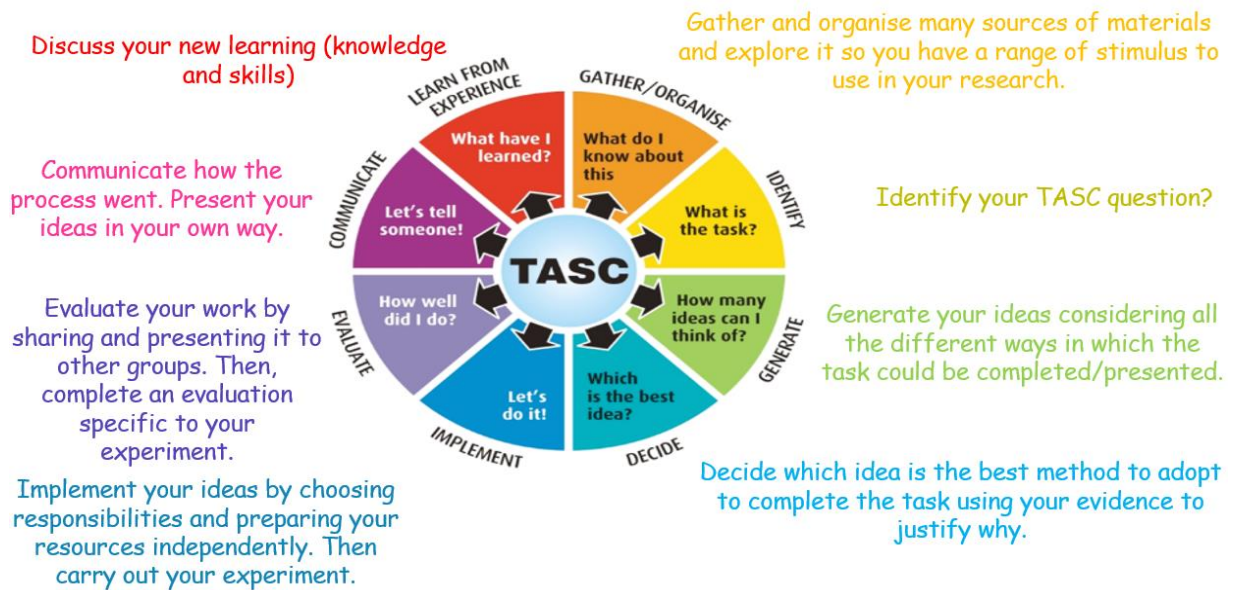 Discuss your new learning (knowledge
and skills)
Gather and organise many sources of materials
and explore it so you have a range of stimulus to
use in your research.
LEARN FROM
EXPERIENCE
What have I
learned?
GATHER/ORGANISE
What do I
know about
this
IDENTIFY
What is
the task?
Identify your TASC question?
GENERATE
How many
ideas can I
think of?
Generate your ideas considering all
the different ways in which the
task could be completed/presented.
DECIDE
Which
is the best
idea?
Decide which idea is the best method to adopt
to complete the task using your evidence to
justify why.
IMPLEMENT
Let's
do it!
Implement your ideas by choosing
responsibilities and preparing your
resources independently. Then
carry out your experiment.
EVALUATE
How well
did I do?
Evaluate your work by
sharing and presenting it to
other groups. Then,
complete an evaluation
specific to your
experiment.
COMMUNICATE
Let's tell
someone!
Communicate how the
process went. Present your
ideas in your own way.
TASC